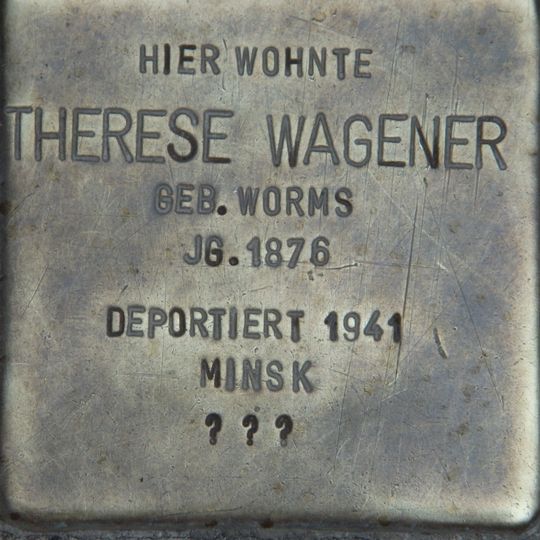 HIER WOHNTE
THERESE WAGENER
GEB. WORMS
JG. 1876
DEPORTIERT 1941
MINSK
? ? ?